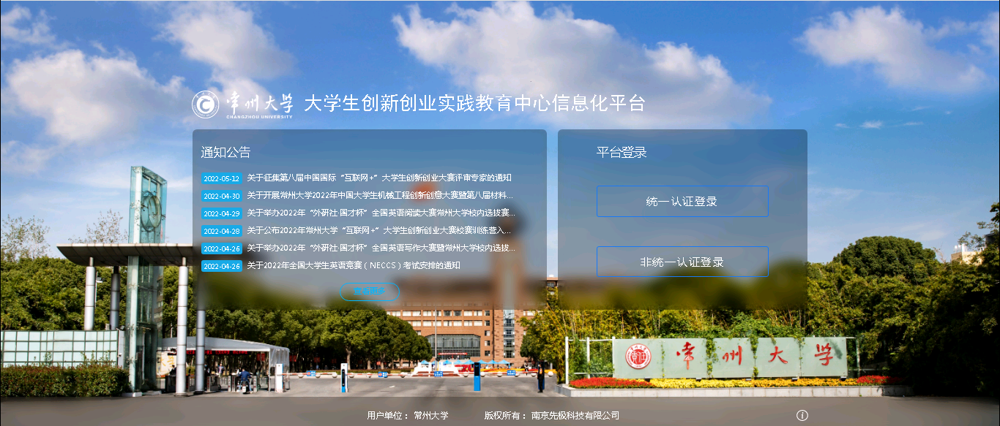 常州大学 大学生创新创业实践教育中心信息化平台
CHANGZHOU UNIVERSITY
通知公告
2022-05-12 关于征集第八届中国国际“互联网+”大学生创新创业大赛评审专家的通知
2022-04-30 关于开展常州大学2022年中国大学生机械工程创新创意大赛暨第八届材料...
2022-04-29 关于举办2022年“外研社·国才杯”全国英语阅读大赛常州大学校内选拔赛...
2022-04-28 关于公布2022年常州大学“互联网+”大学生创新创业大赛校赛训练营入...
2022-04-26 关于举办2022年“外研社·国才杯”全国英语写作大赛暨常州大学校内选拔...
2022-04-26 关于2022年全国大学生英语竞赛（NECCS）考试安排的通知
查看更多
平台登录
统一认证登录
非统一认证登录
常州大学
用户单位：常州大学 版权所有：南京先极科技有限公司